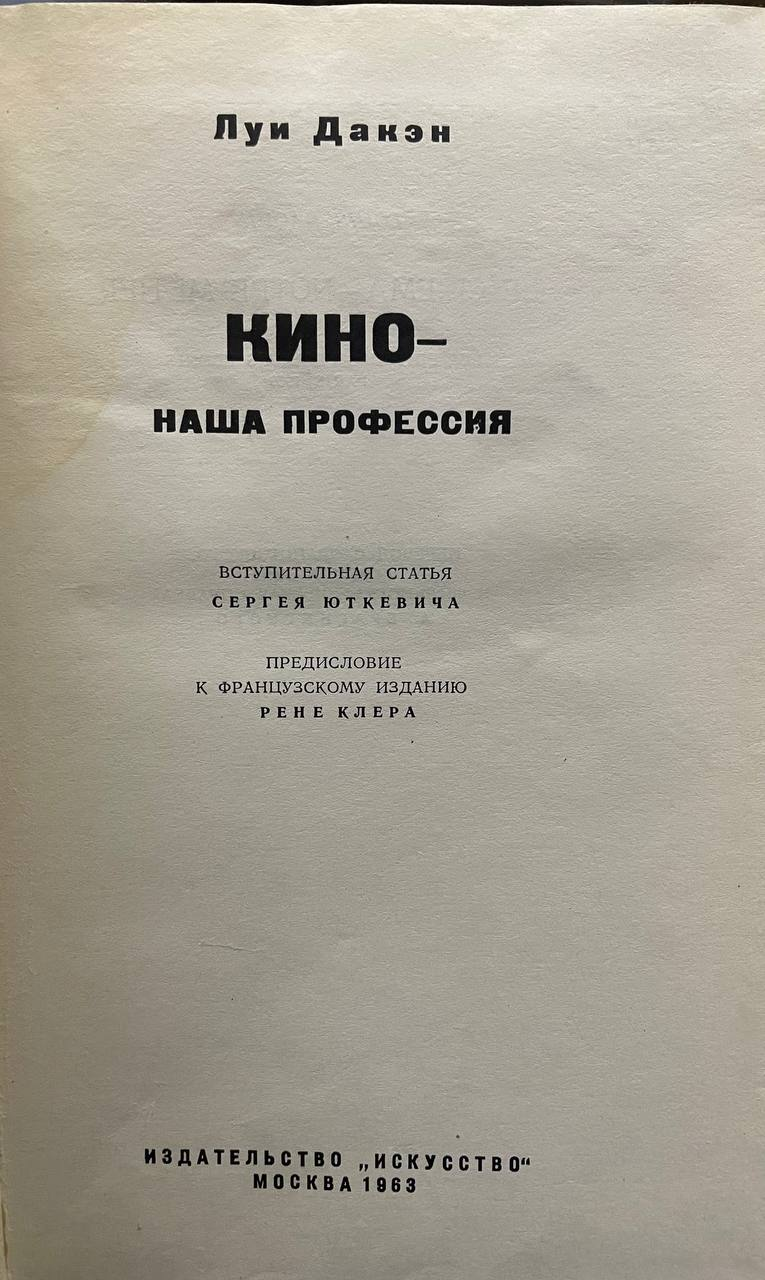 Луи Дакэн
КИНО–
НАША ПРОФЕССИЯ
ВСТУПИТЕЛЬНАЯ СТАТЬЯ
СЕРГЕЯ ЮТКЕВИЧА
ПРЕДИСЛОВИЕ
К ФРАНЦУЗСКОМУ ИЗДАНИЮ
РЕНЕ КЛЕРА
ИЗДАТЕЛЬСТВО „ИСКУССТВО“
МОСКВА 1963